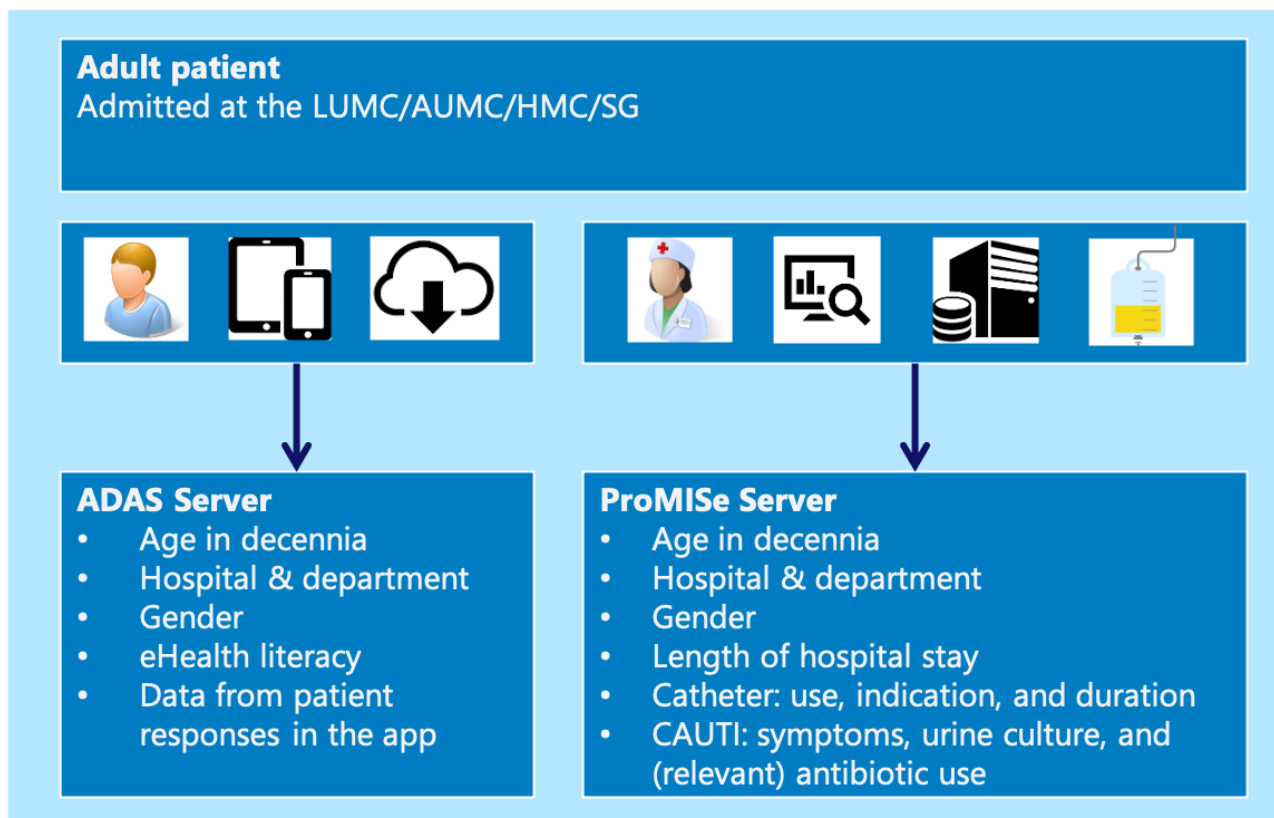 Adult patient
Admitted at the LUMC/AUMC/HMC/SG
ADAS Server
• Age in decennia
• Hospital & department
• Gender
• eHealth literacy
• Data from patient
responses in the app
ProMISe Server
• Age in decennia
• Hospital & department
• Gender
• Length of hospital stay
• Catheter: use, indication, and duration
• CAUTI: symptoms, urine culture, and
(relevant) antibiotic use